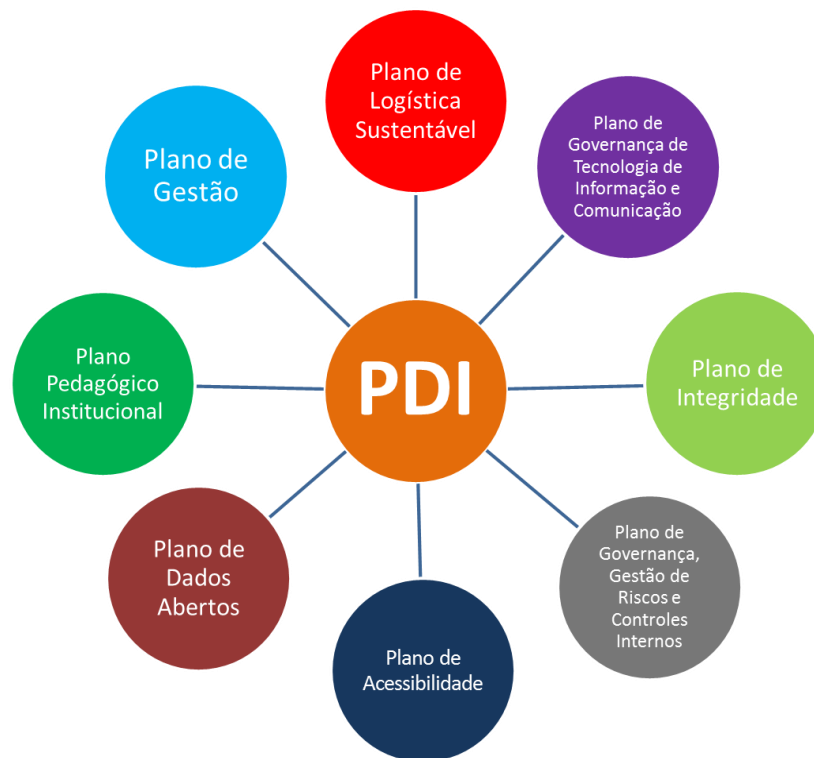 Plano de
Logística
Sustentável
Plano de
Governança de
Tecnologia de
Informação e
Comunicação
Plano de
Gestão
PDI
Plano
Pedagógico
Institucional
Plano de
Integridade
Plano de
Dados
Abertos
Plano de
Governança,
Gestão de
Riscos e
Controles
Internos
Plano de
Acessibilidade